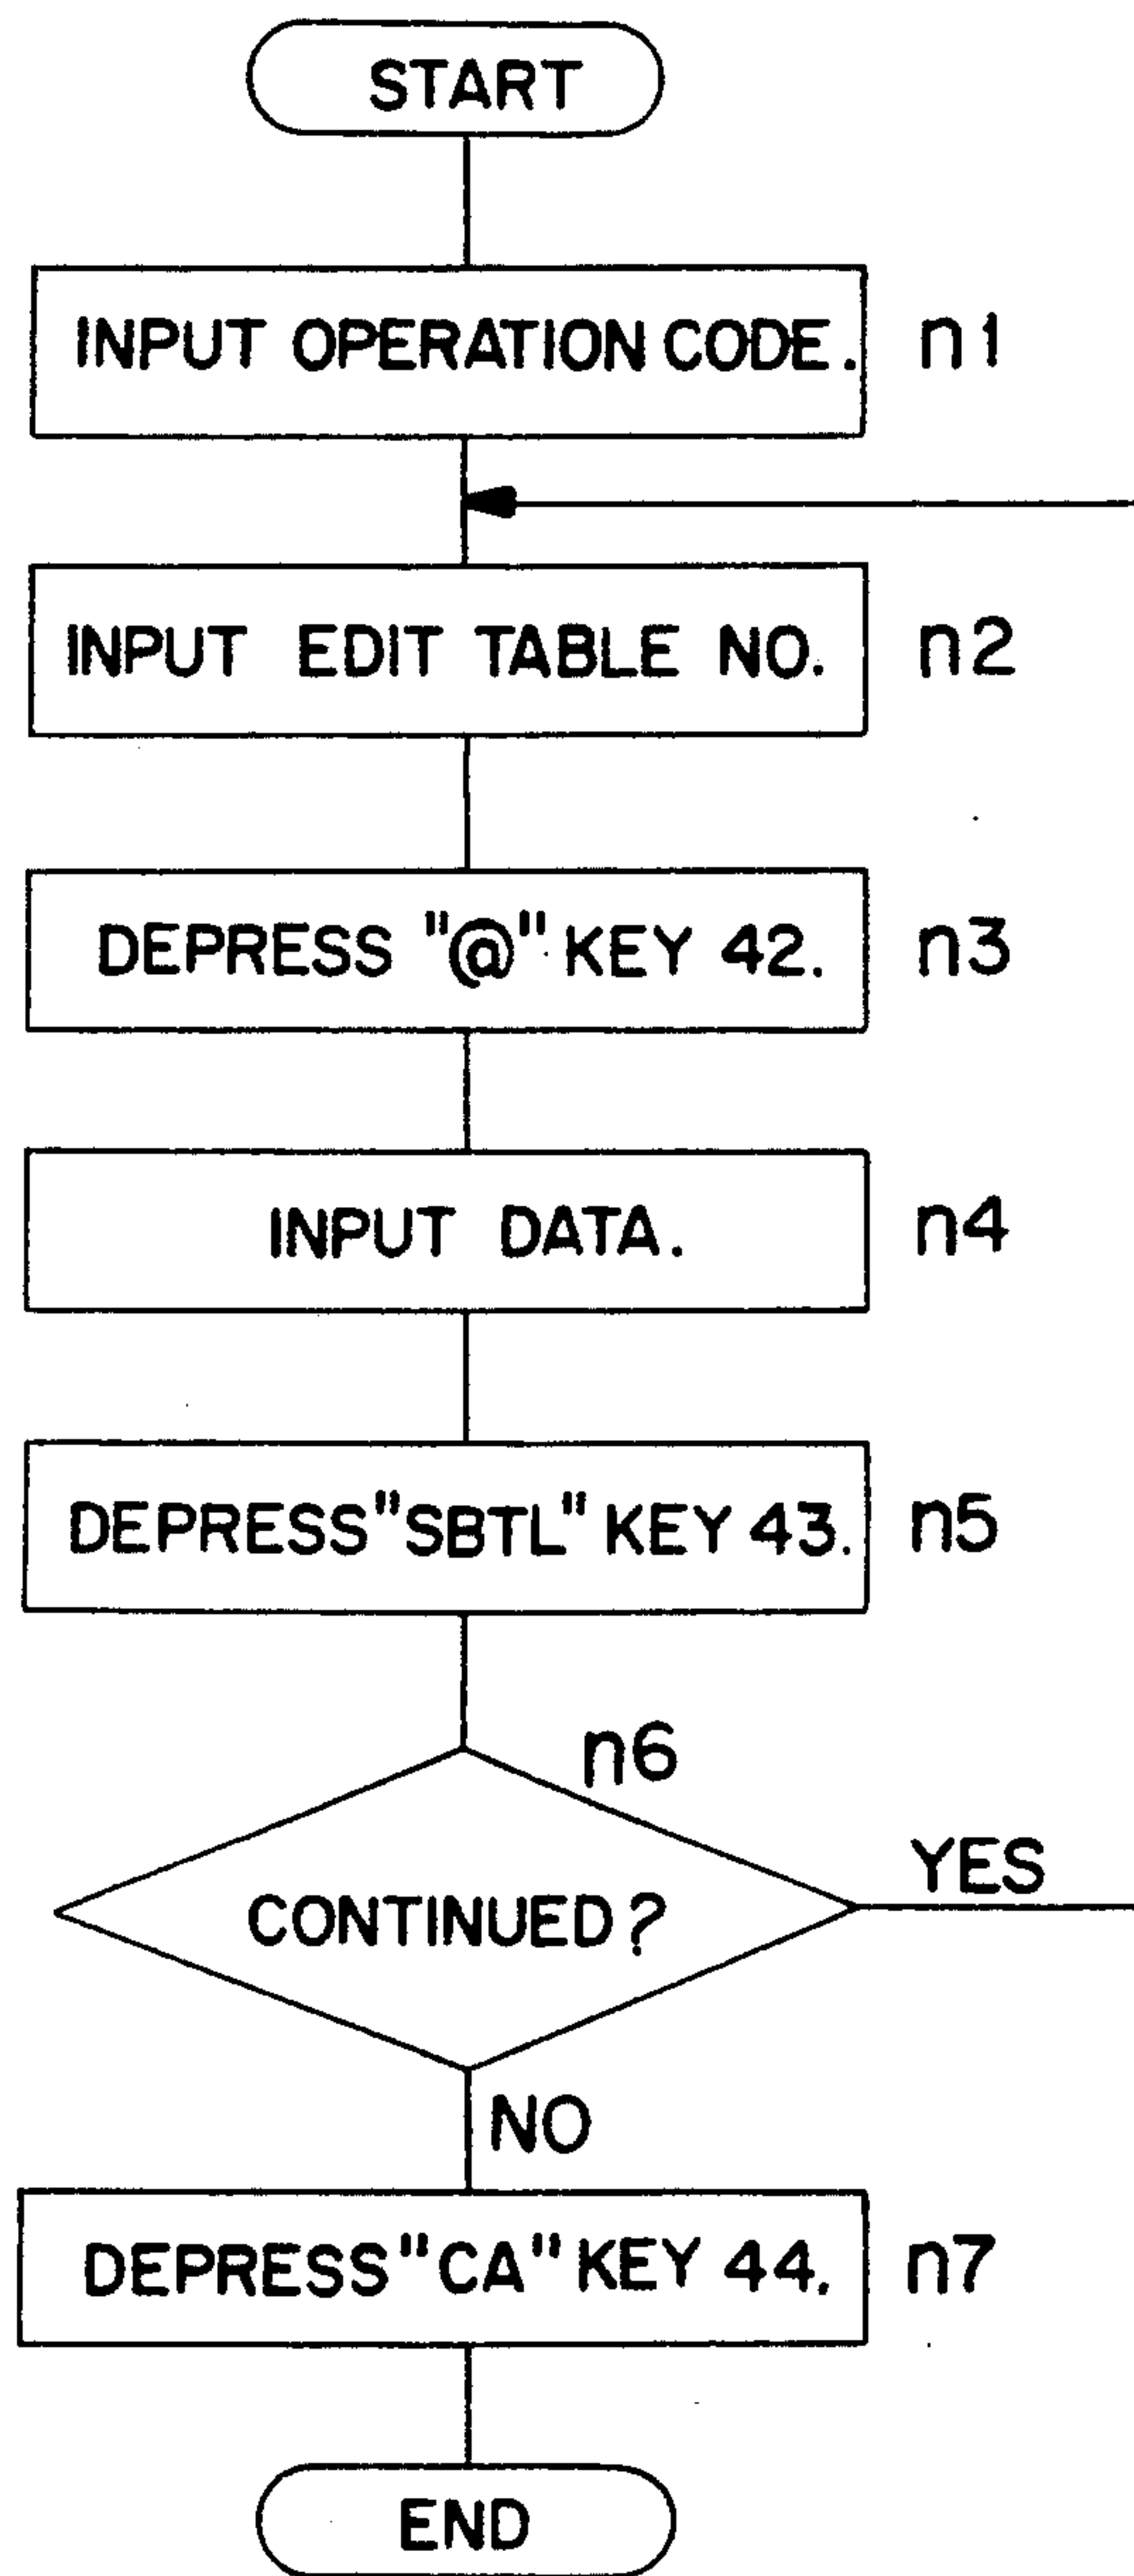 START
INPUT OPERATION CODE. n1
INPUT EDIT TABLE NO. n2
DEPRESS "@" KEY 42. n3
INPUT DATA. n4
DEPRESS "SBTL" KEY 43. n5
n6
YES
CONTINUED?
NO
DEPRESS "CA" KEY 44. n7
END